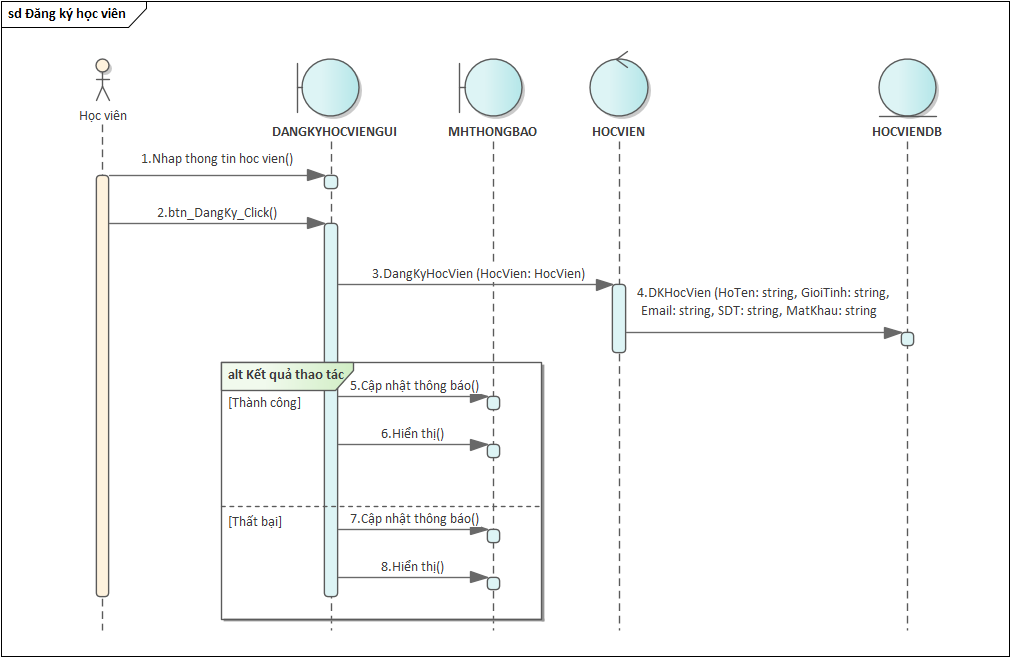 sd Đăng ký học viên
Học viên
DANGKYHOCVIENGUI
MHTHONGBAO
HOCVIEN
HOCVIENDB
1.Nhap thong tin hoc vien()
2.btn_DangKy_Click()
3.DangKyHocVien (HocVien: HocVien)
4.DKHocVien (HoTen: string, GioiTinh: string,
Email: string, SDT: string, MatKhau: string
alt Kết quả thao tác
5.Cập nhật thông báo()
[Thành công]
6.Hiển thị()
[Thất bại]
7.Cập nhật thông báo()
8.Hiển thị()